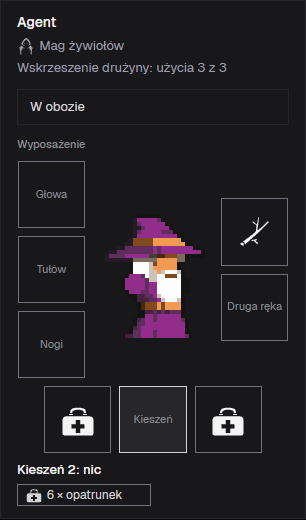 Agent
Mag żywiołów
Wskrzeszenie drużyny: użycia 3 z 3
W obozie
Wyposażenie
Głowa
Tułów
Druga ręka
Nogi
Kieszeń
Kieszeń 2: nic
6 × opatrunek